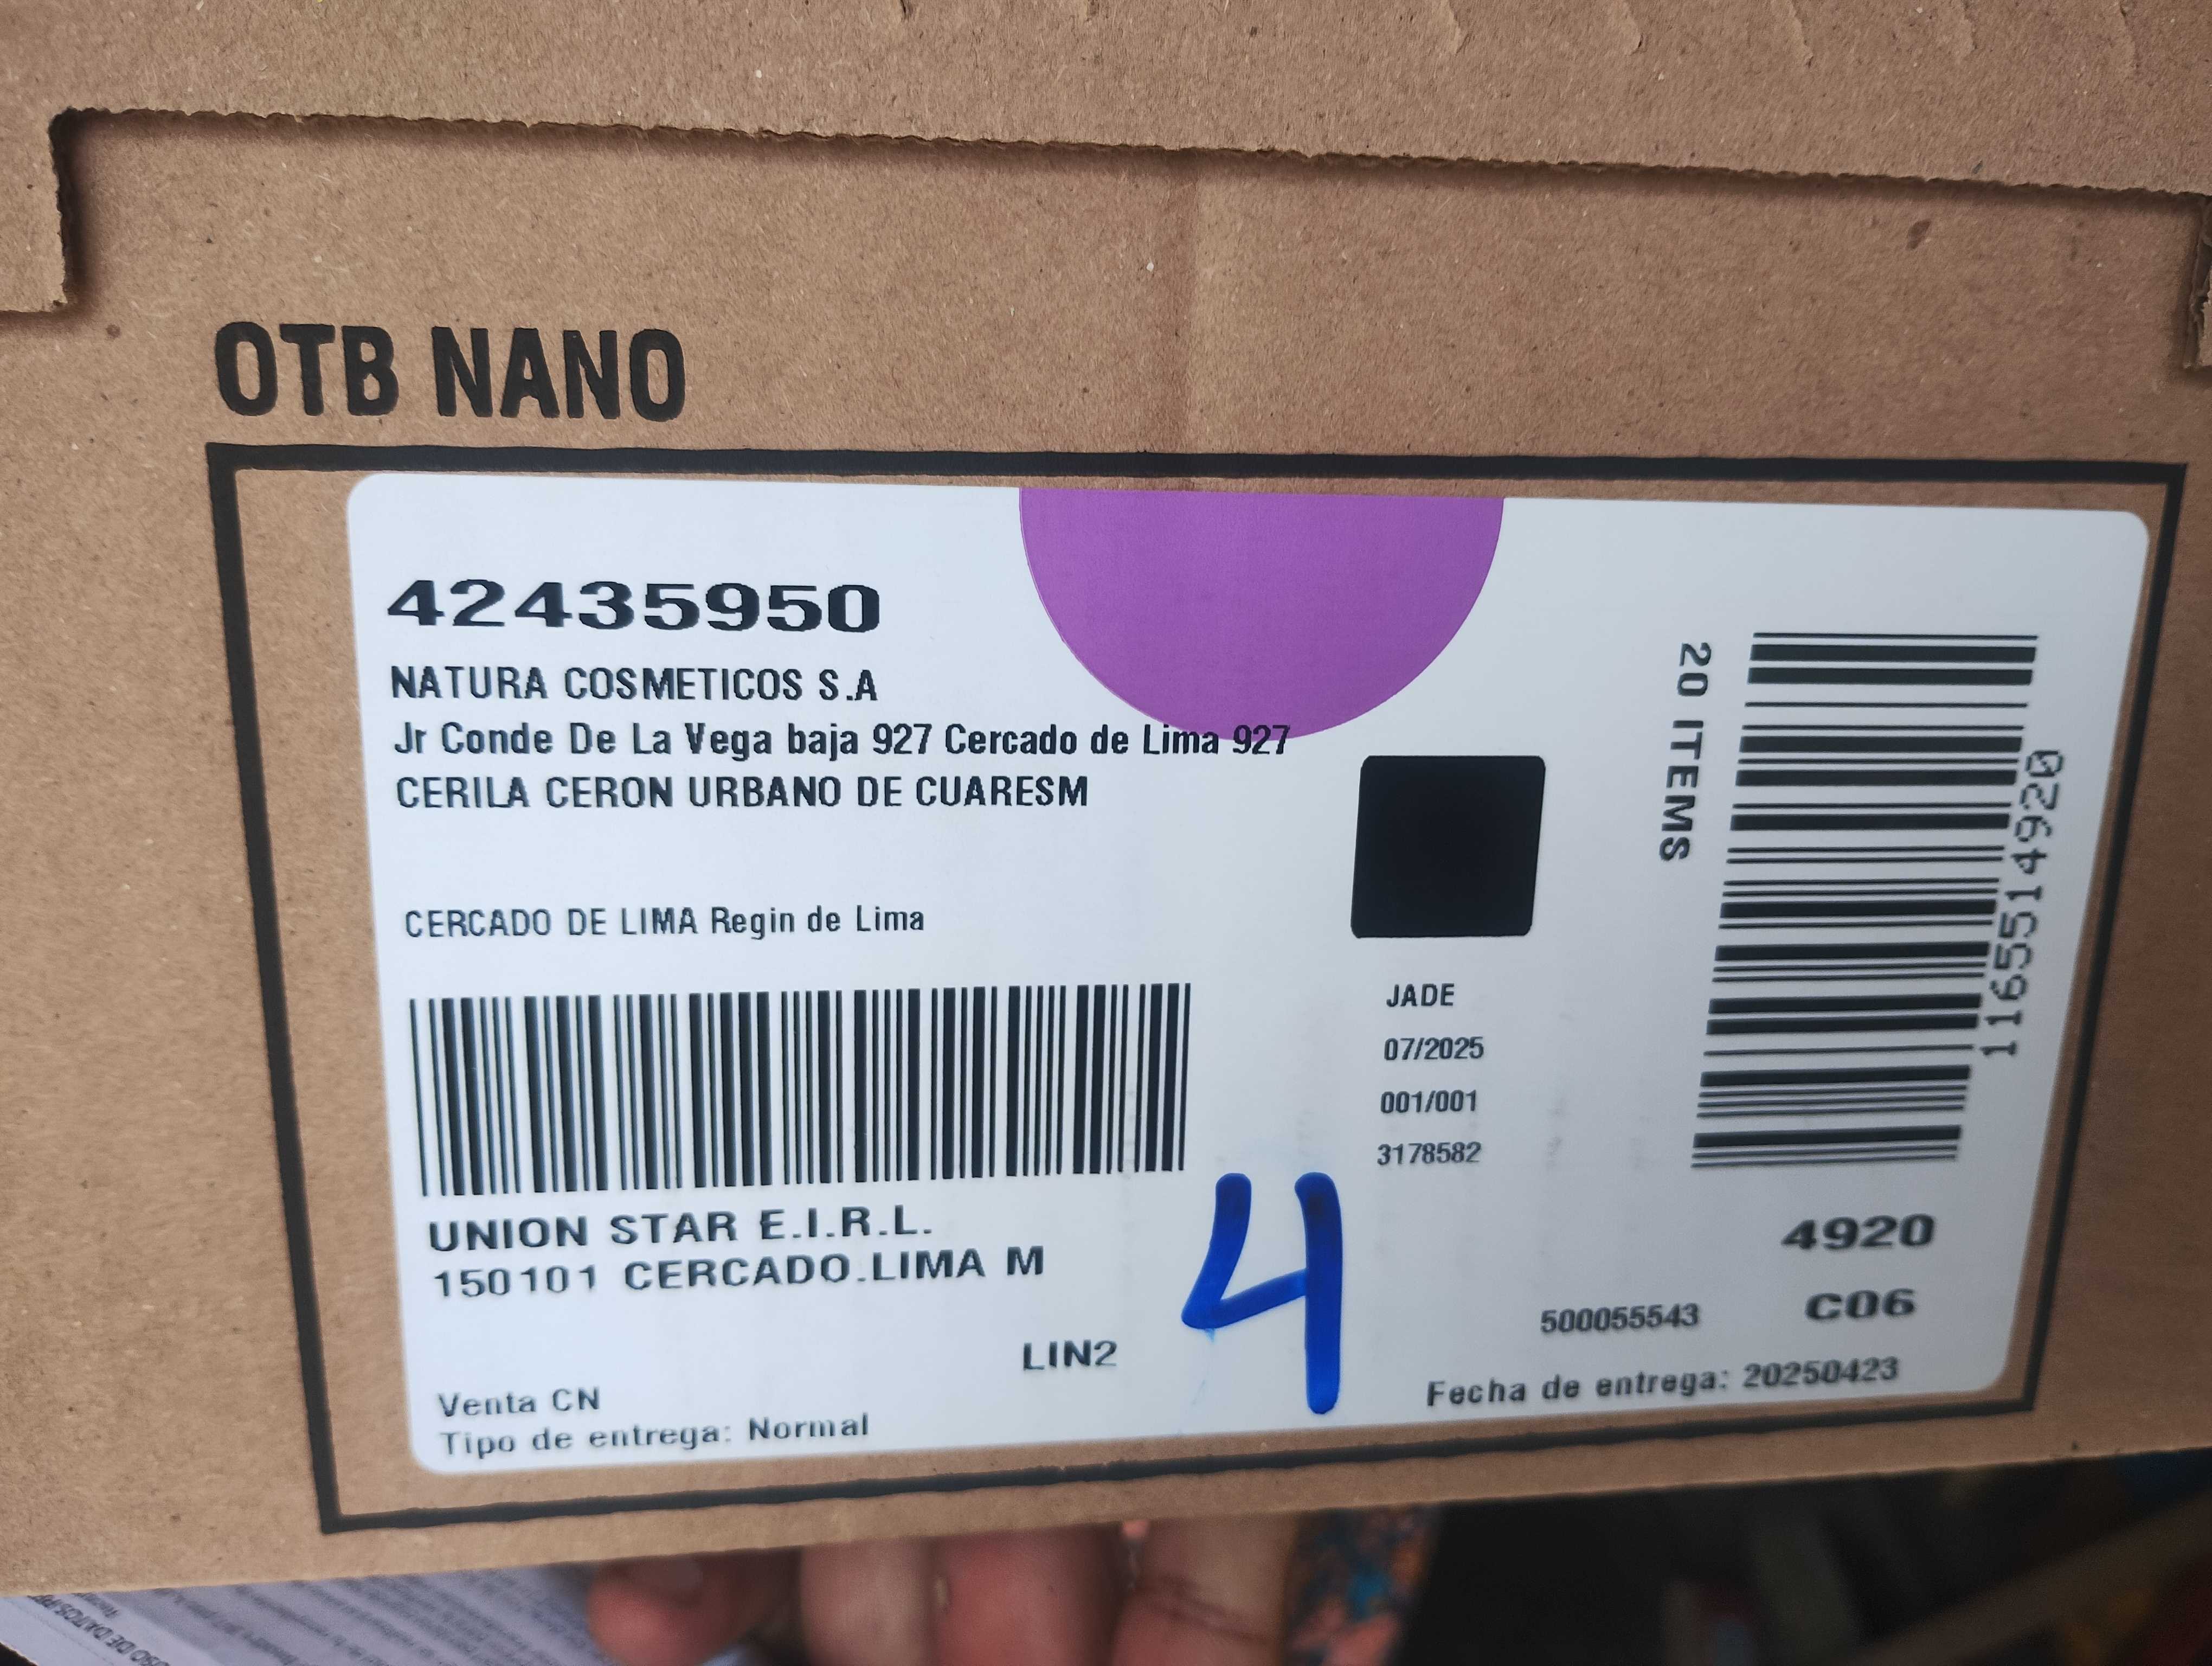 OTB NANO
42435950
NATURA COSMETICOS S.A
Jr Conde De La Vega baja 927 Cercado de Lima 927
CERILA CERON URBANO DE CUARESM
CERCADO DE LIMA Regin de Lima
20 ITEMS
1165514920
JADE
07/2025
001/001
3178582
UNION STAR E.I.R.L.
150101 CERCADO.LIMA M
4
4920
500055543
C06
LIN2
Venta CN
Tipo de entrega: Normal
Fecha de entrega: 20250423